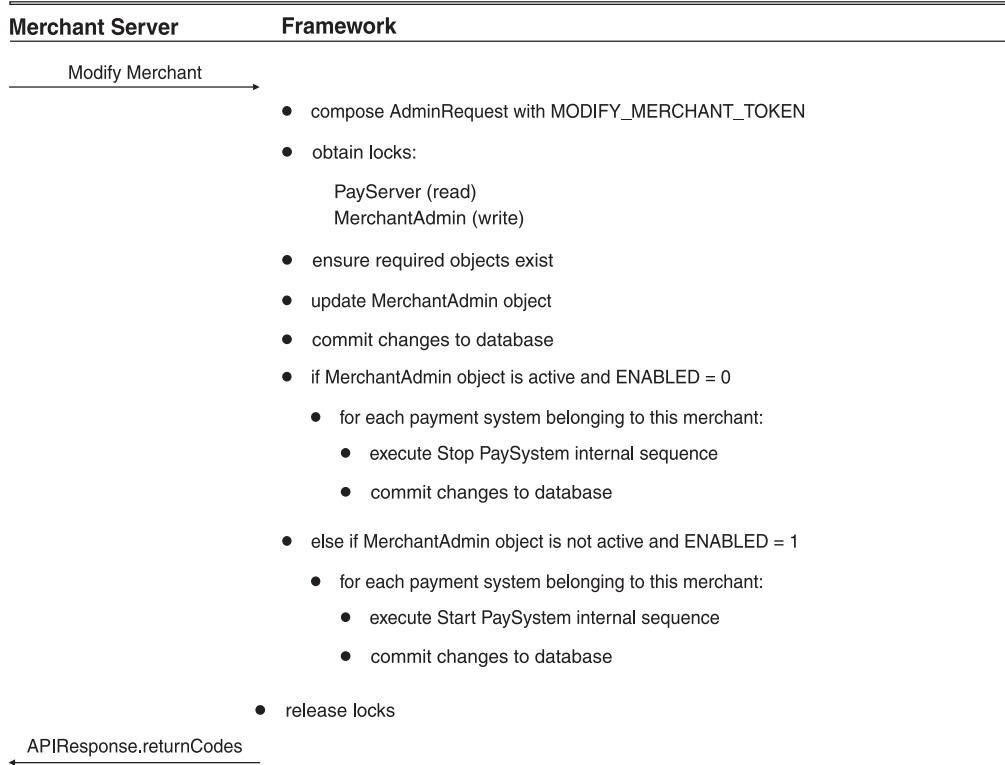 Merchant Server Framework
Modify Merchant
• compose AdminRequest with MODIFY_MERCHANT_TOKEN
• obtain locks:
PayServer (read)
MerchantAdmin (write)
• ensure required objects exist
• update MerchantAdmin object
• commit changes to database
• if MerchantAdmin object is active and ENABLED = 0
• for each payment system belonging to this merchant:
• execute Stop PaySystem internal sequence
• commit changes to database
• else if MerchantAdmin object is not active and ENABLED = 1
• for each payment system belonging to this merchant:
• execute Start PaySystem internal sequence
• commit changes to database
• release locks
APIResponse.returnCodes